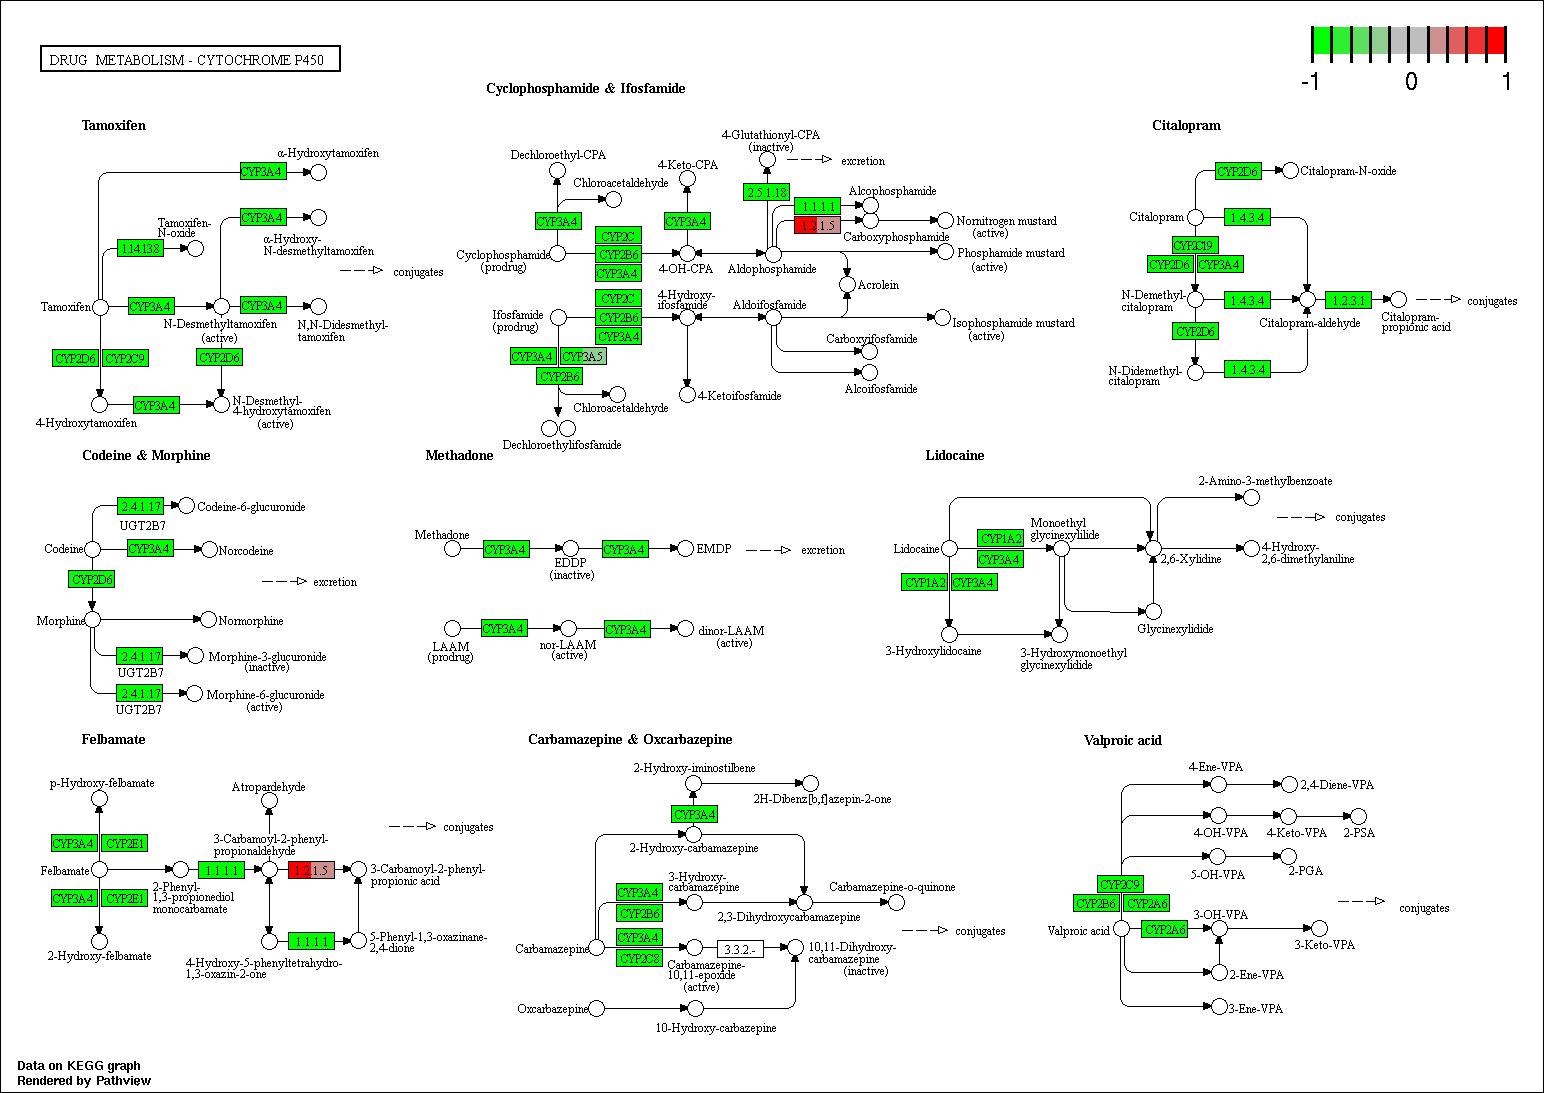 DRUG METABOLISM - CYTOCHROME P450
-1
0
1
Cyclophosphamide & Ifosfamide
Tamoxifen
Citalopram
α-Hydroxytamoxifen
CYP3A4
CYP3A4
α-Hydroxy-
N-desmethyltamoxifen
Tamoxifen-
N-oxide
1.14.13.8
conjugates
Tamoxifen
CYP3A4
CYP3A4
N-Desmethyltamoxifen
(active)
N,N-Didesmethyl-
tamoxifen
CYP2D6
CYP2C9
CYP2D6
CYP3A4
N-Desmethyl-
4-hydroxytamoxifen
(active)
4-Hydroxytamoxifen
Dechloroethyl-CPA
Chloroacetaldehyde
CYP3A4
4-Keto-CPA
CYP3A4
4-Glutathionyl-CPA
(inactive)
excretion
2.5.1.18
1.1.1.1
Alcophosphamide
1.2.1.5
Carboxyphosphamide
Nornitrogen mustard
(active)
Cyclophosphamide
(prodrug)
CYP2C
CYP2B6
CYP3A4
4-OH-CPA
Aldophosphamide
Phosphamide mustard
(active)
Acrolein
Ifosfamide
(prodrug)
CYP2C
CYP2B6
CYP3A4
4-Hydroxy-
ifosfamide
Aldoifosfamide
Isophosphamide mustard
(active)
CYP3A4
CYP3A5
CYP2B6
Carboxyifosfamide
Alcoifosfamide
4-Ketoifosfamide
Chloroacetaldehyde
Dechloroethylifosfamide
CYP2D6
Citalopram-N-oxide
Citalopram
1.4.3.4
CYP2C19
CYP2D6
CYP3A4
N-Demethyl-
citalopram
1.4.3.4
1.2.3.1
conjugates
Citalopram-aldehyde
Citalopram-
propionic acid
CYP2D6
N-Didemethyl-
citalopram
1.4.3.4
Codeine & Morphine
Methadone
Lidocaine
2.4.1.17
Codeine-6-glucuronide
UGT2B7
Codeine
CYP3A4
Norcodeine
CYP2D6
excretion
Morphine
Normorphine
2.4.1.17
Morphine-3-glucuronide
(inactive)
UGT2B7
2.4.1.17
Morphine-6-glucuronide
(active)
UGT2B7
Methadone
CYP3A4
CYP3A4
EMDP
excretion
EDDP
(inactive)
CYP3A4
CYP3A4
LAAM
(prodrug)
nor-LAAM
(active)
dinor-LAAM
(active)
2-Amino-3-methylbenzoate
conjugates
Monoethyl
glycinexylilide
Lidocaine
CYP1A2
CYP3A4
2,6-Xylidine
4-Hydroxy-
2,6-dimethylaniline
CYP1A2
CYP3A4
Glycinexylidide
3-Hydroxylidocaine
3-Hydroxymonoethyl
glycinexylidide
Felbamate
Carbamazepine & Oxcarbazepine
Valproic acid
p-Hydroxy-felbamate
Atropardehyde
conjugates
CYP3A4
CYP2E1
3-Carbamoyl-2-phenyl-
propionaldehyde
Felbamate
1.1.1.1
1.2.1.5
3-Carbamoyl-2-phenyl-
propionic acid
CYP3A4
CYP2E1
2-Phenyl-
1,3-propionediol
monocarbamate
2-Hydroxy-felbamate
1.1.1.1
5-Phenyl-1,3-oxazinane-
2,4-dione
4-Hydroxy-5-phenyltetrahydro-
1,3-oxazin-2-one
2-Hydroxy-iminostilbene
2H-Dibenz[b,f]azepin-2-one
CYP3A4
2-Hydroxy-carbamazepine
CYP3A4
CYP2B6
3-Hydroxy-
carbamazepine
2,3-Dihydroxycarbamazepine
Carbamazepine-o-quinone
conjugates
Carbamazepine
CYP3A4
CYP2C8
3.3.2.-
Carbamazepine-
10,11-epoxide
(active)
10,11-Dihydroxy-
carbamazepine
(inactive)
Oxcarbazepine
10-Hydroxy-carbazepine
4-Ene-VPA
2,4-Diene-VPA
4-OH-VPA
4-Keto-VPA
2-PSA
5-OH-VPA
2-PGA
CYP2C9
CYP2B6
CYP2A6
conjugates
Valproic acid
CYP2A6
3-OH-VPA
3-Keto-VPA
2-Ene-VPA
3-Ene-VPA
Data on KEGG graph
Rendered by Pathview